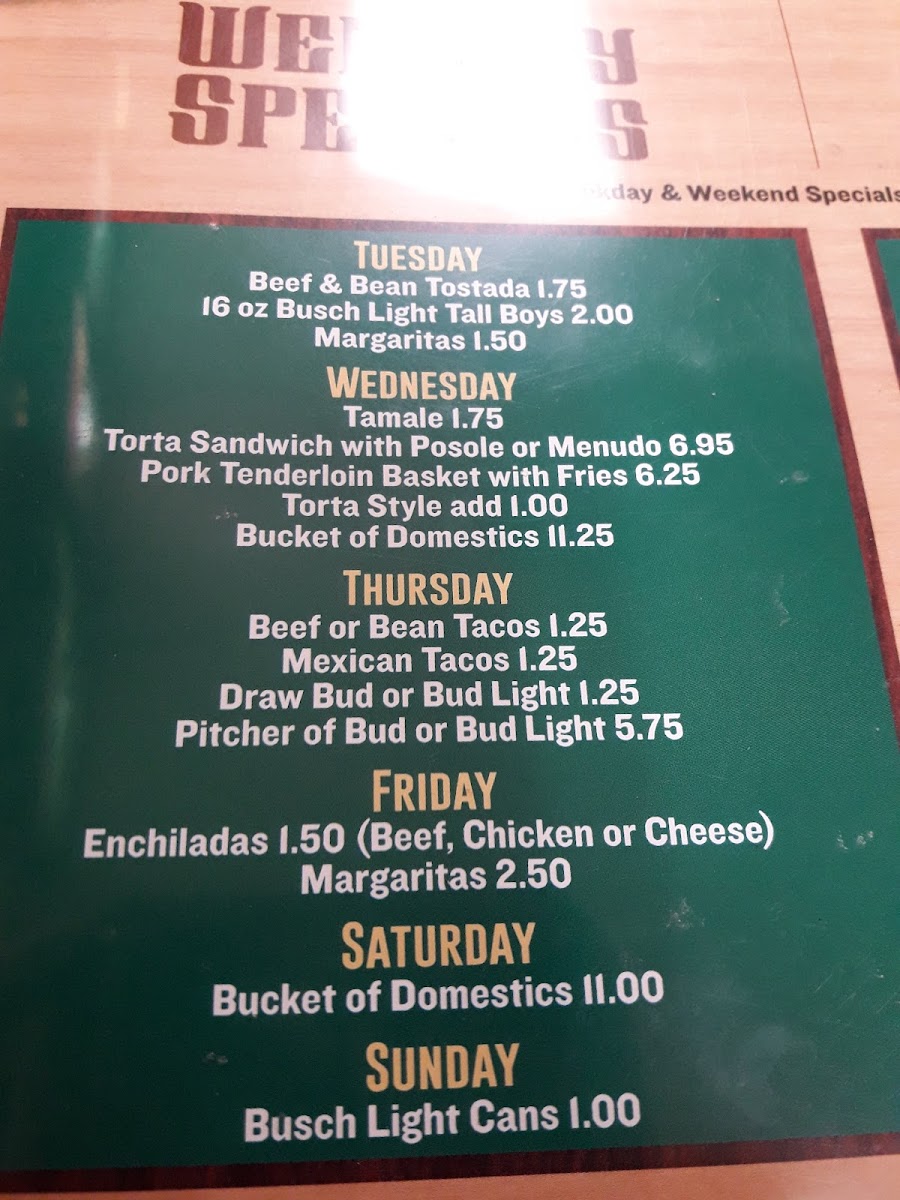 Tuesday
Beef & Bean Tostada 1.75
16 oz Busch Light Tall Boys 2.00
Margaritas 1.50
Wednesday
Tamale 1.75
Torta Sandwich with Posole or Menudo 6.95
Pork Tenderloin Basket with Fries 6.25
Torta Style add 1.00
Bucket of Domestics 11.25
Thursday
Beef or Bean Tacos 1.25
Mexican Tacos 1.25
Draw Bud or Bud Light 1.25
Pitcher of Bud or Bud Light 5.75
Friday
Enchiladas 1.50 (Beef, Chicken or Cheese)
Margaritas 2.50
Saturday
Bucket of Domestics 11.00
Sunday
Busch Light Cans 1.00
& Weekend Specials